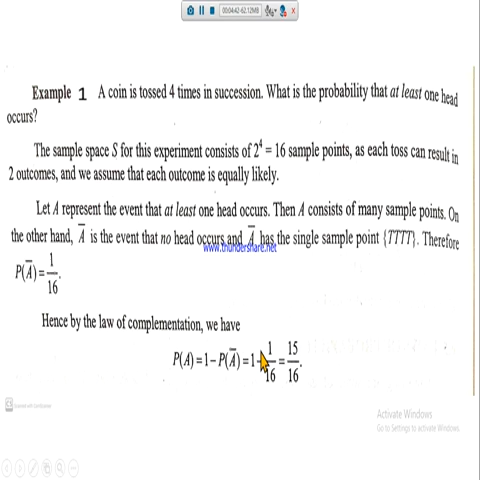 00:04:42-62.12MB
Example 1 A coin is tossed 4 times in succession. What is the probability that at least one head
occurs?
The sample space S for this experiment consists of 2⁴ = 16 sample points, as each toss can result in
2 outcomes, and we assume that each outcome is equally likely.
Let A represent the event that at least one head occurs. Then A consists of many sample points. On
the other hand, A̅ is the event that no head occurs and A̅ has the single sample point {TTTT}. Therefore
www.thundershare.net
P(A̅) = 1/16.
Hence by the law of complementation, we have
P(A) = 1 − P(A̅) = 1 − 1/16 = 15/16.
Activate Windows
Go to Settings to activate Windows.